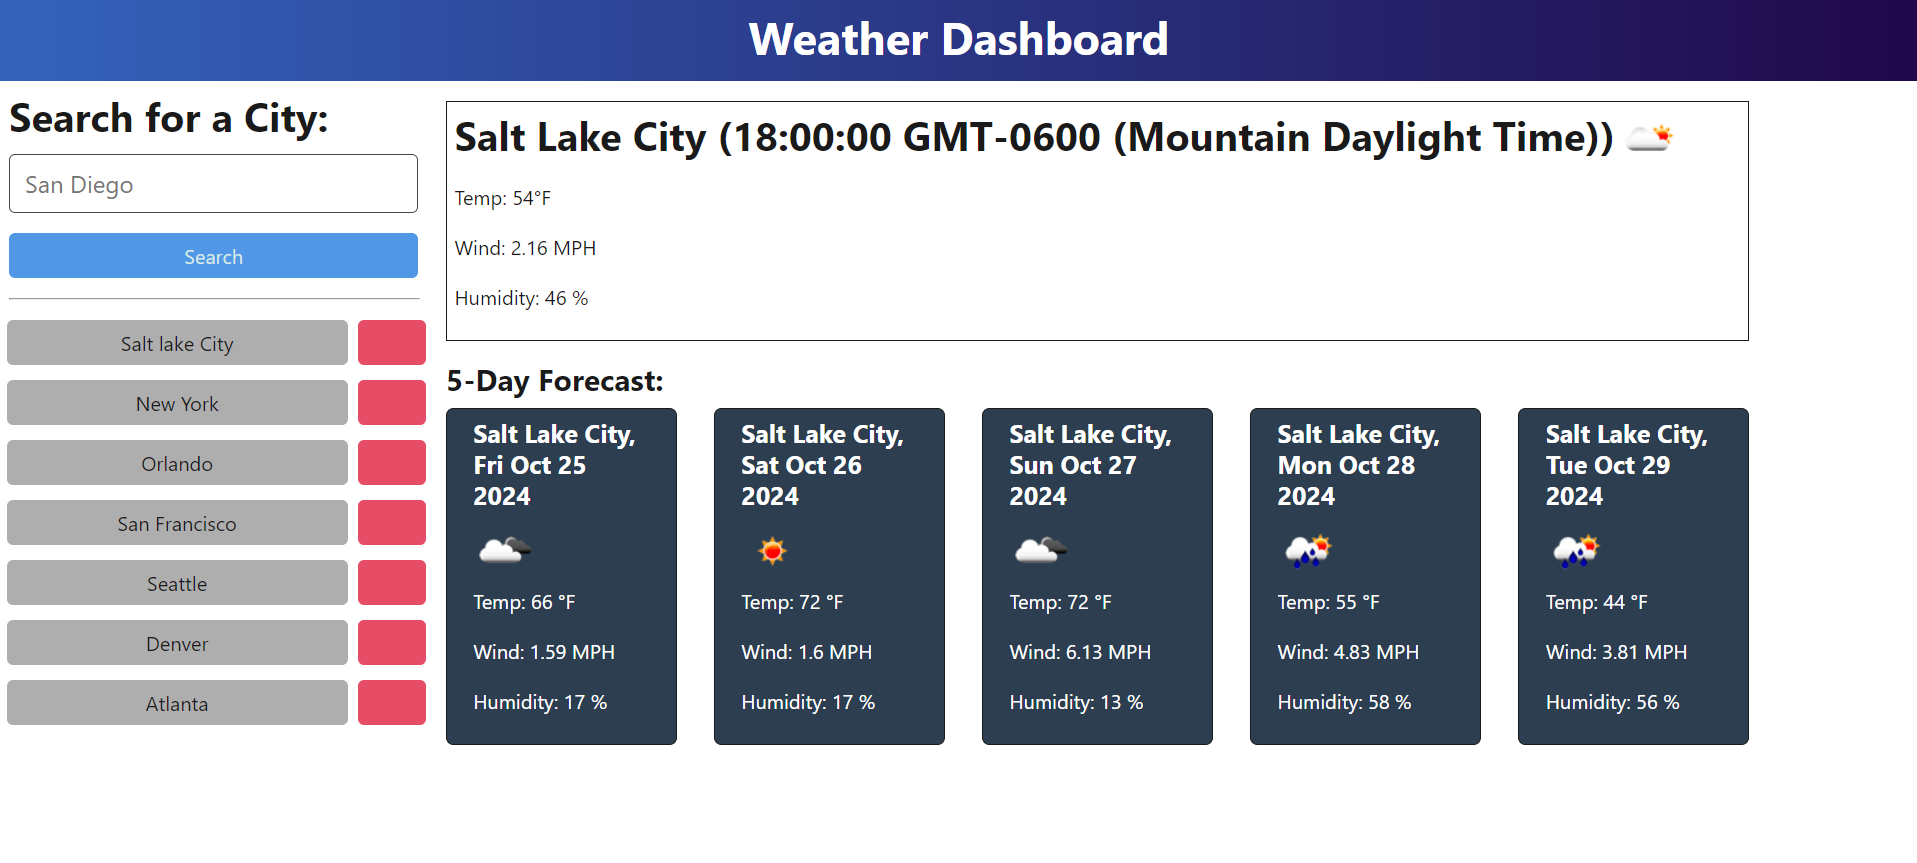 Weather Dashboard
Search for a City:
San Diego
Search
Salt lake City
New York
Orlando
San Francisco
Seattle
Denver
Atlanta
Salt Lake City (18:00:00 GMT-0600 (Mountain Daylight Time))
Temp: 54°F
Wind: 2.16 MPH
Humidity: 46 %
5-Day Forecast:
Salt Lake City,
Fri Oct 25
2024
Temp: 66 °F
Wind: 1.59 MPH
Humidity: 17 %
Salt Lake City,
Sat Oct 26
2024
Temp: 72 °F
Wind: 1.6 MPH
Humidity: 17 %
Salt Lake City,
Sun Oct 27
2024
Temp: 72 °F
Wind: 6.13 MPH
Humidity: 13 %
Salt Lake City,
Mon Oct 28
2024
Temp: 55 °F
Wind: 4.83 MPH
Humidity: 58 %
Salt Lake City,
Tue Oct 29
2024
Temp: 44 °F
Wind: 3.81 MPH
Humidity: 56 %